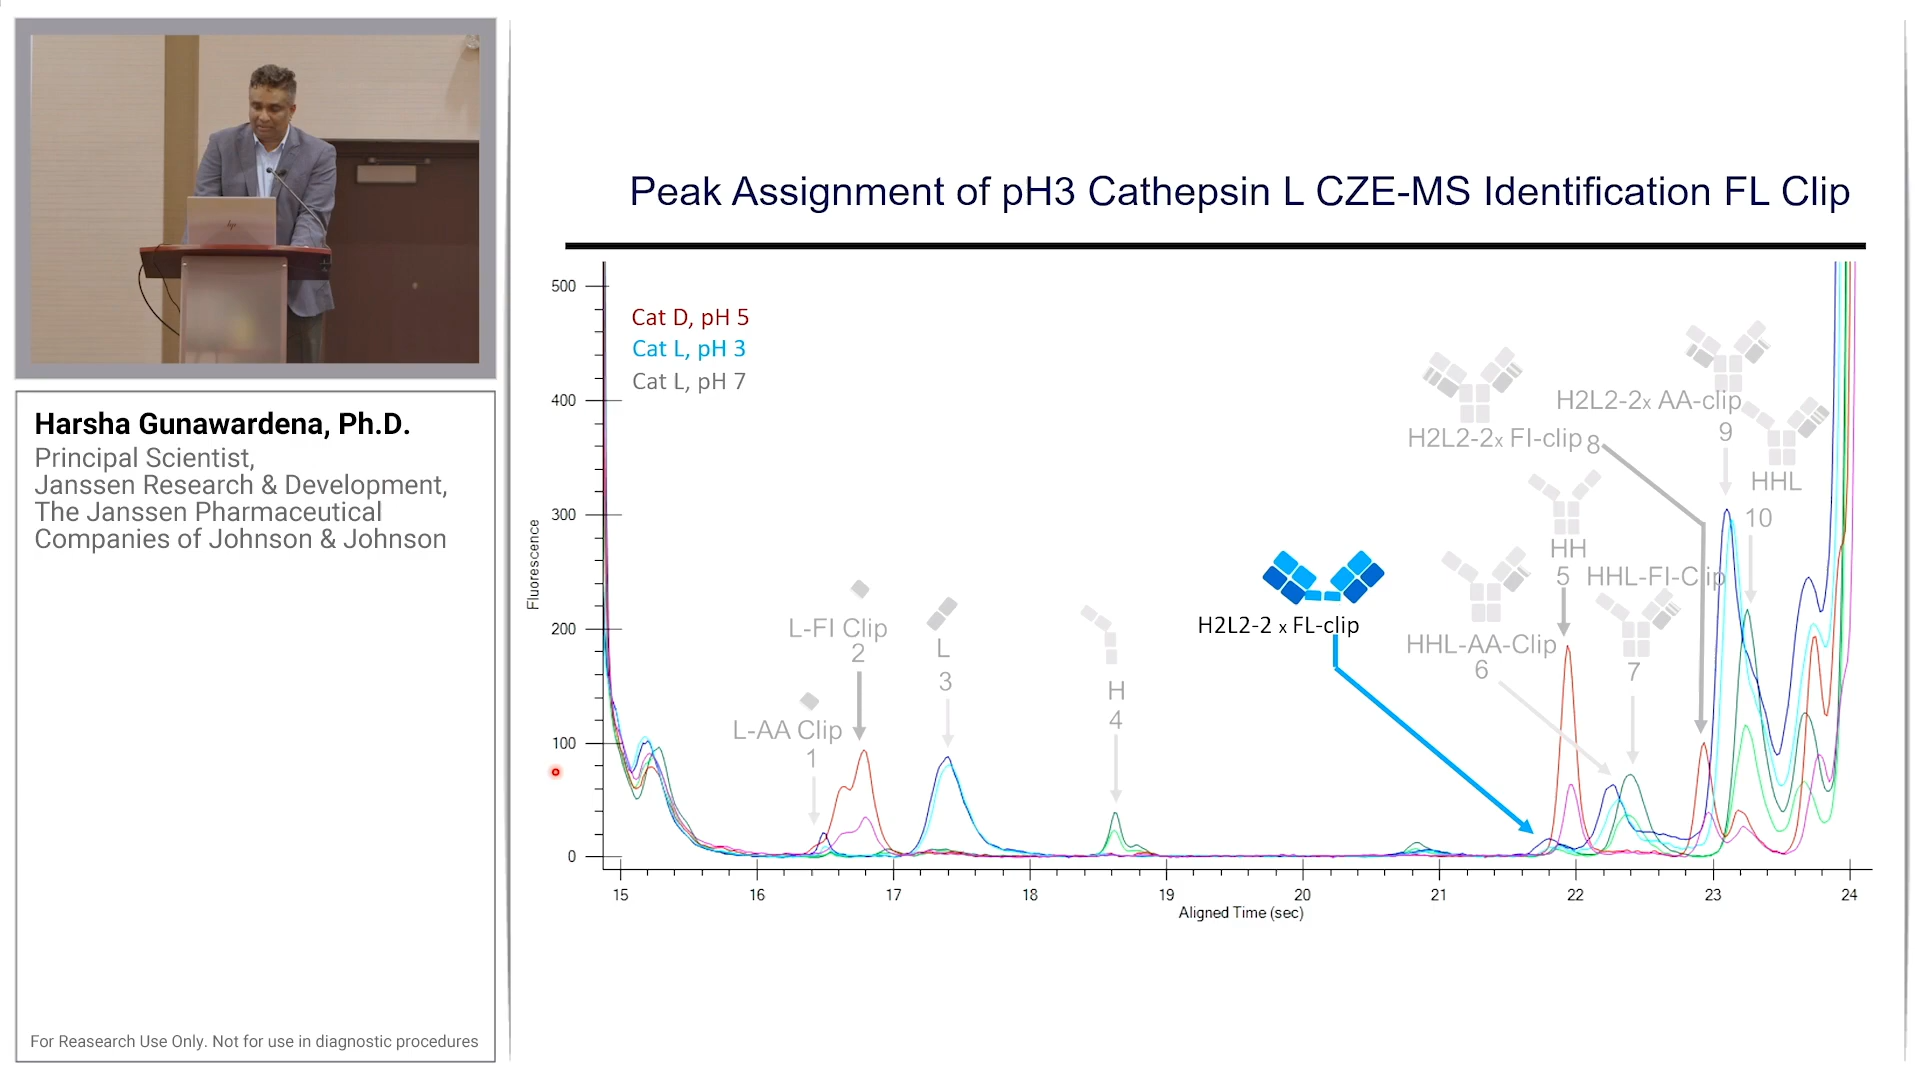 Harsha Gunawardena, Ph.D.
Principal Scientist,
Janssen Research & Development,
The Janssen Pharmaceutical
Companies of Johnson & Johnson
For Reasearch Use Only. Not for use in diagnostic procedures
Peak Assignment of pH3 Cathepsin L CZE-MS Identification FL Clip
Cat D, pH 5
Cat L, pH 3
Cat L, pH 7
Fluorescence
500
400
300
200
100
0
L-AA Clip
1
L-FI Clip
2
L
3
H
4
H2L2-2 x FL-clip
HH
5
HHL-AA-Clip
6
HHL-FI-Clip
7
H2L2-2x FI-clip 8
H2L2-2x AA-clip
9
HHL
10
15 16 17 18 19 20 21 22 23 24
Aligned Time (sec)
hp